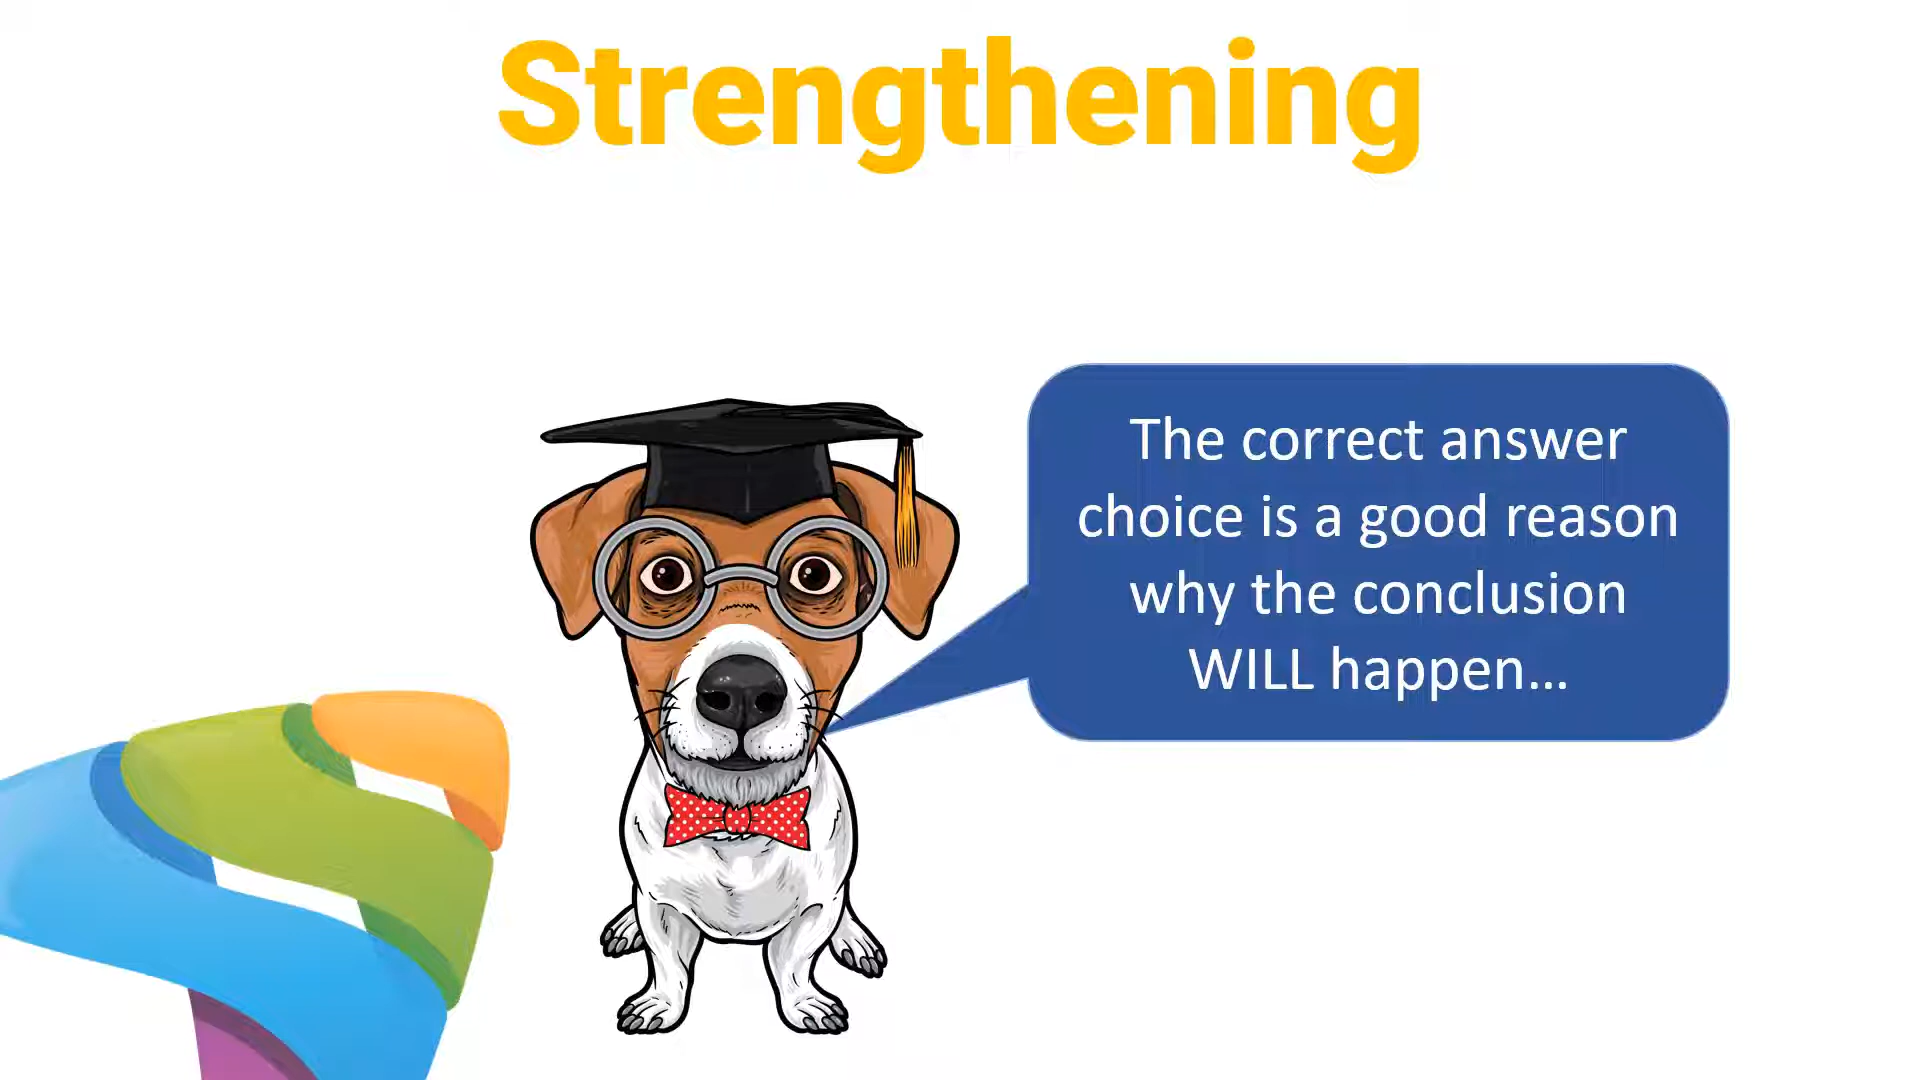 Strengthening
The correct answer
choice is a good reason
why the conclusion
WILL happen...